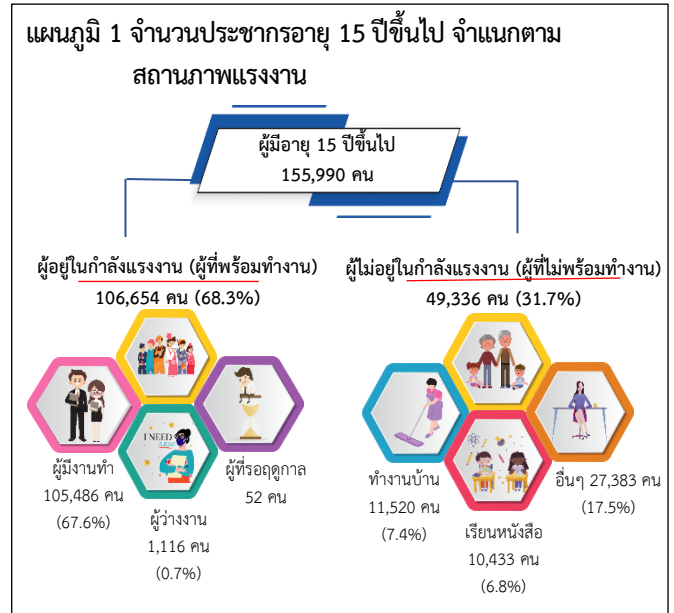 แผนภูมิ 1 จำนวนประชากรอายุ 15 ปีขึ้นไป จำแนกตาม
สถานภาพแรงงาน
ผู้มีอายุ 15 ปีขึ้นไป
155,990 คน
ผู้อยู่ในกำลังแรงงาน (ผู้ที่พร้อมทำงาน)
106,654 คน (68.3%)
ผู้มีงานทำ
105,486 คน
(67.6%)
I NEED
ผู้ว่างงาน
1,116 คน
(0.7%)
ผู้ที่รอฤดูกาล
52 คน
ผู้ไม่อยู่ในกำลังแรงงาน (ผู้ที่ไม่พร้อมทำงาน)
49,336 คน (31.7%)
ทำงานบ้าน
11,520 คน
(7.4%)
เรียนหนังสือ
10,433 คน
(6.8%)
อื่นๆ 27,383 คน
(17.5%)